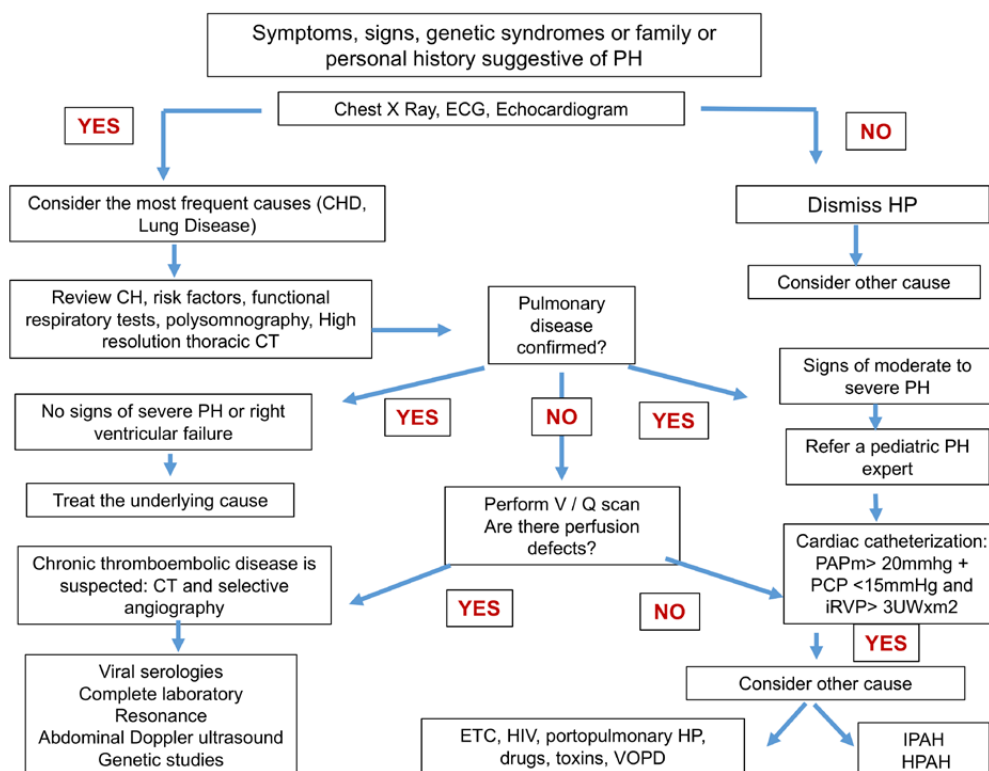 Symptoms, signs, genetic syndromes or family or
personal history suggestive of PH
Chest X Ray, ECG, Echocardiogram
YES
NO
Consider the most frequent causes (CHD,
Lung Disease)
Dismiss HP
Consider other cause
Review CH, risk factors, functional
respiratory tests, polysomnography, High
resolution thoracic CT
Pulmonary
disease
confirmed?
Signs of moderate to
severe PH
No signs of severe PH or right
ventricular failure
YES
NO
YES
Refer a pediatric PH
expert
Treat the underlying cause
Perform V / Q scan
Are there perfusion
defects?
Cardiac catheterization:
PAPm> 20mmhg +
PCP <15mmHg and
iRVP> 3UWxm2
Chronic thromboembolic disease is
suspected: CT and selective
angiography
YES
NO
YES
Viral serologies
Complete laboratory
Resonance
Abdominal Doppler ultrasound
Genetic studies
Consider other cause
ETC, HIV, portopulmonary HP,
drugs, toxins, VOPD
IPAH
HPAH